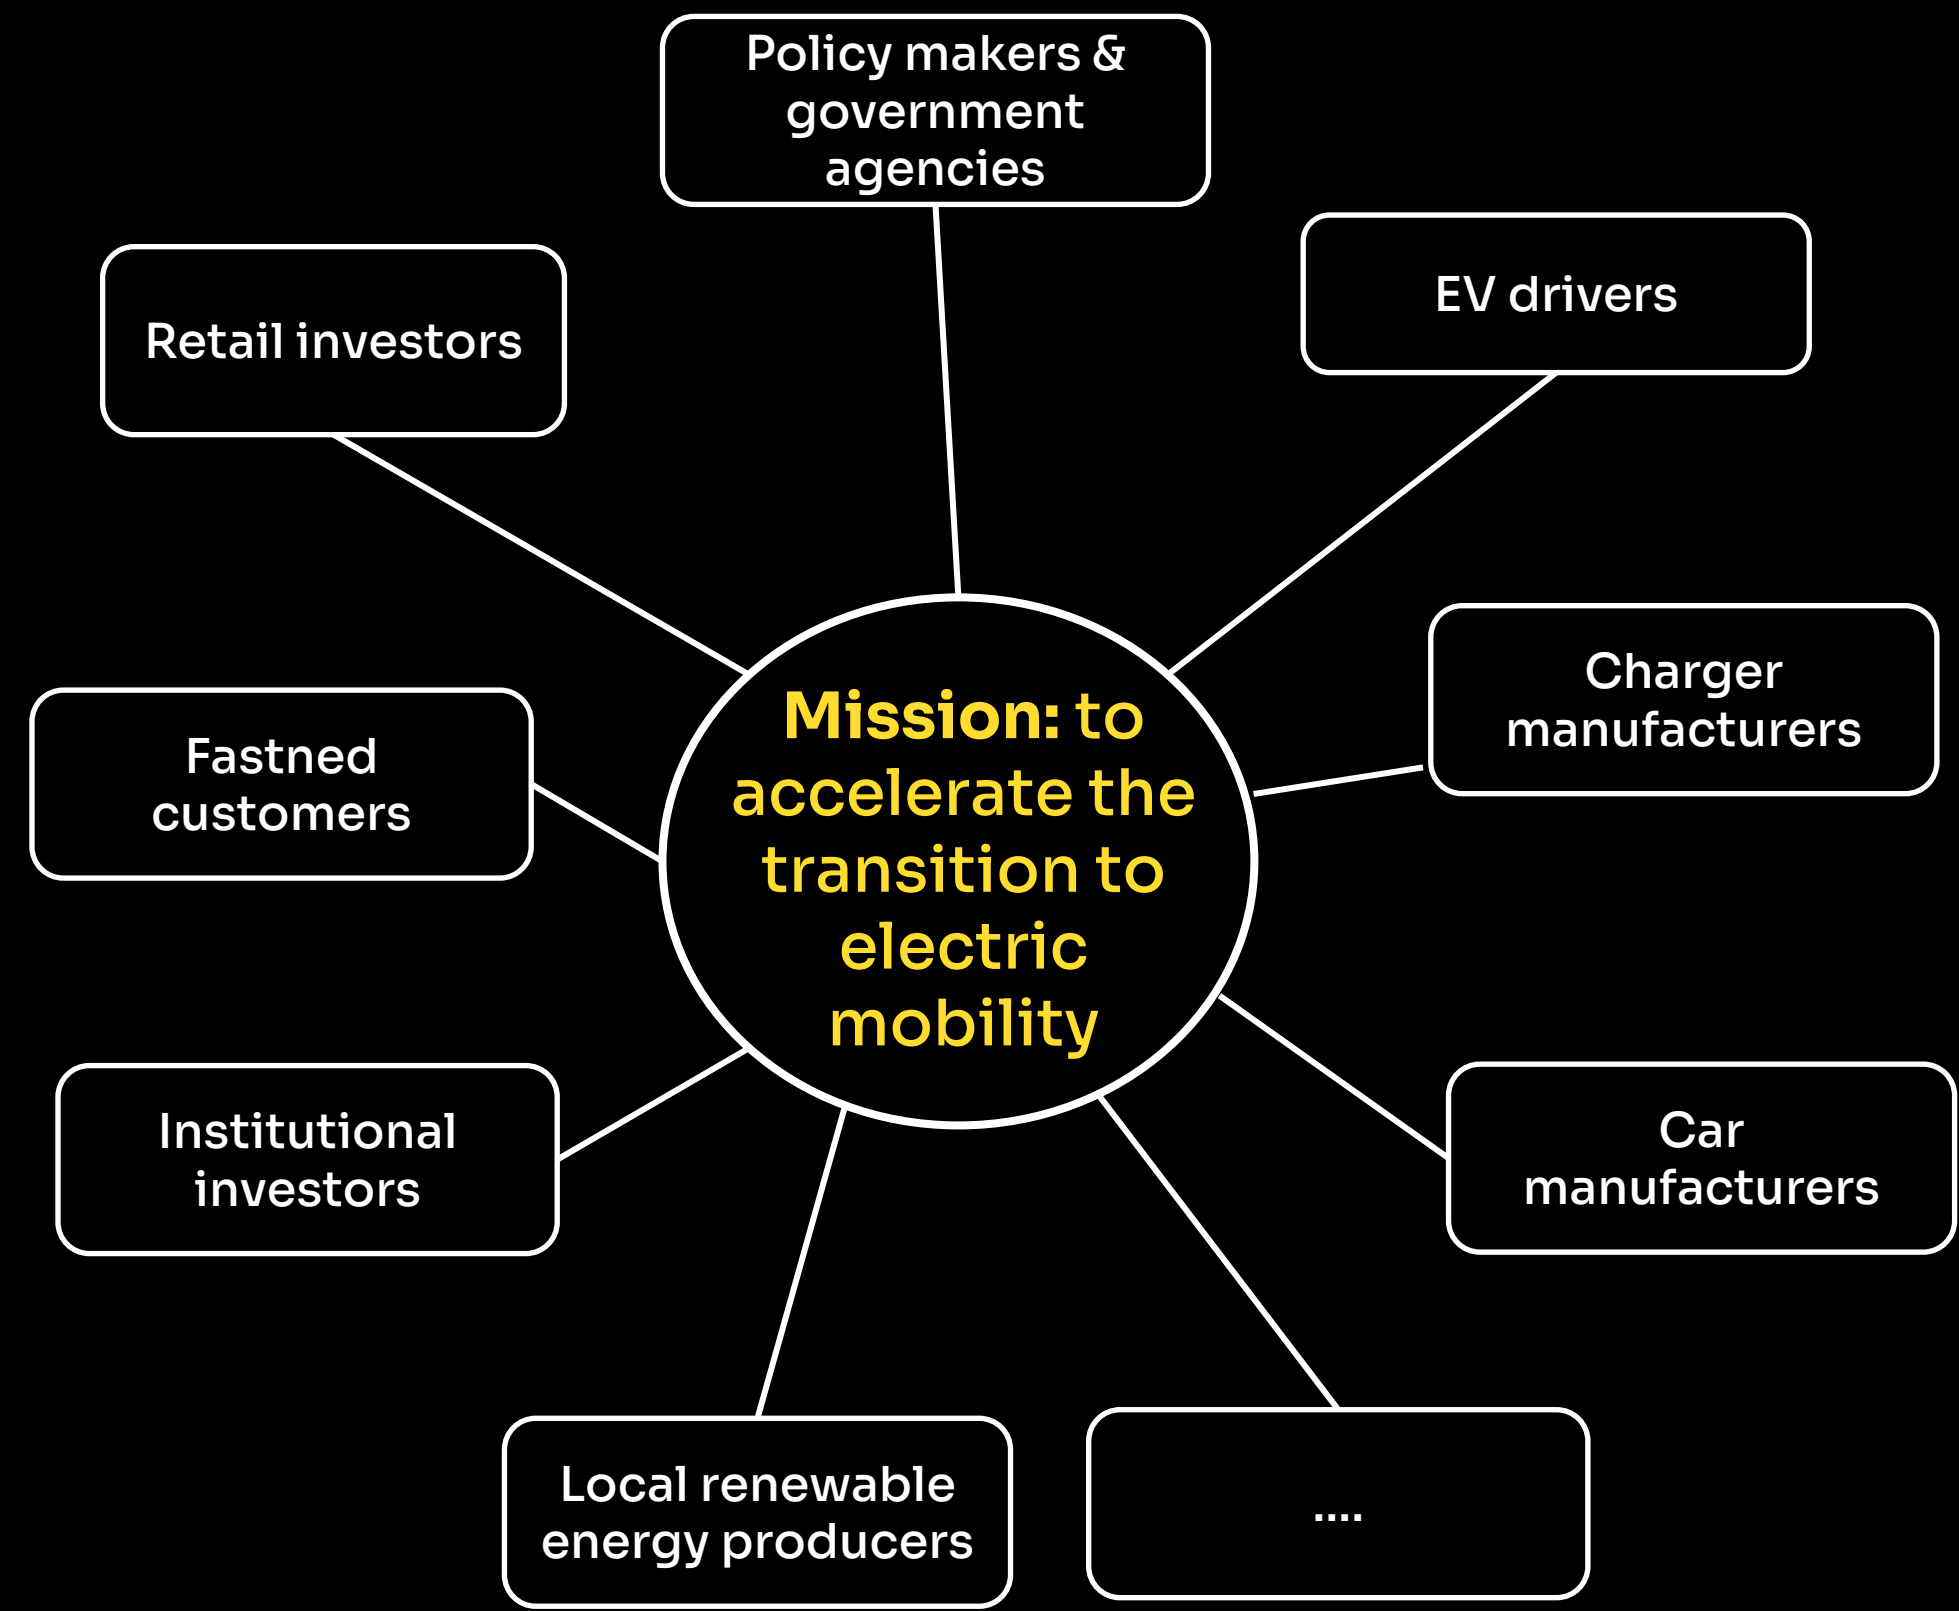 Policy makers &
government
agencies
EV drivers
Retail investors
Charger
manufacturers
Mission: to
accelerate the
transition to
electric
mobility
Fastned
customers
Car
manufacturers
Institutional
investors
Local renewable
energy producers
....